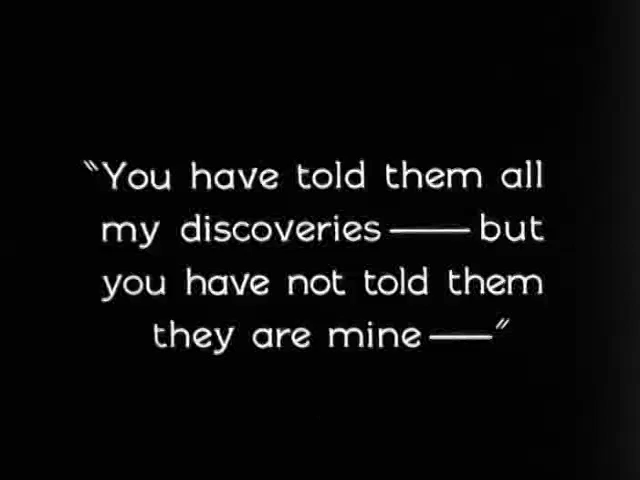 "You have told them all
my discoveries — but
you have not told them
they are mine —"